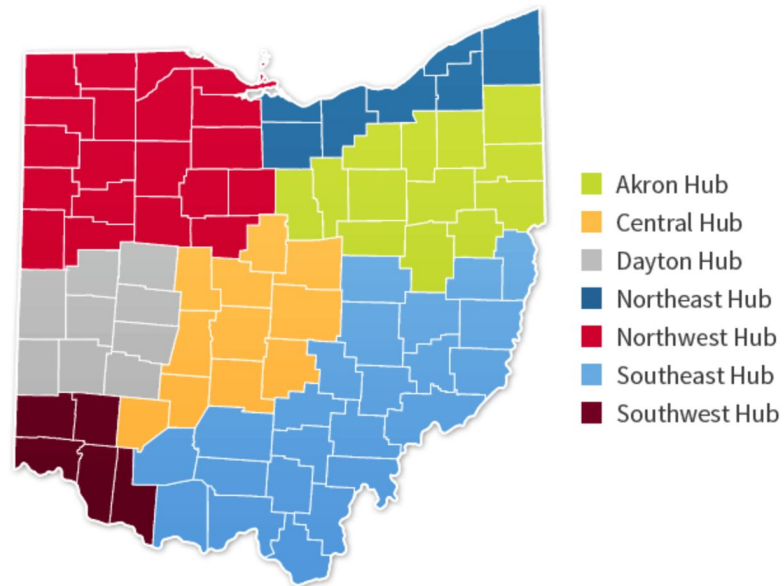 Akron Hub
Central Hub
Dayton Hub
Northeast Hub
Northwest Hub
Southeast Hub
Southwest Hub